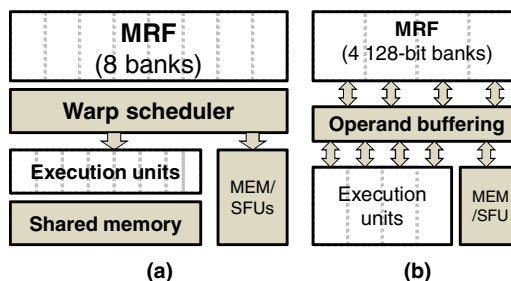 MRF
(8 banks)
Warp scheduler
Execution units
MEM/
SFUs
Shared memory
(a)
MRF
(4 128-bit banks)
Operand buffering
Execution
units
MEM
/SFU
(b)